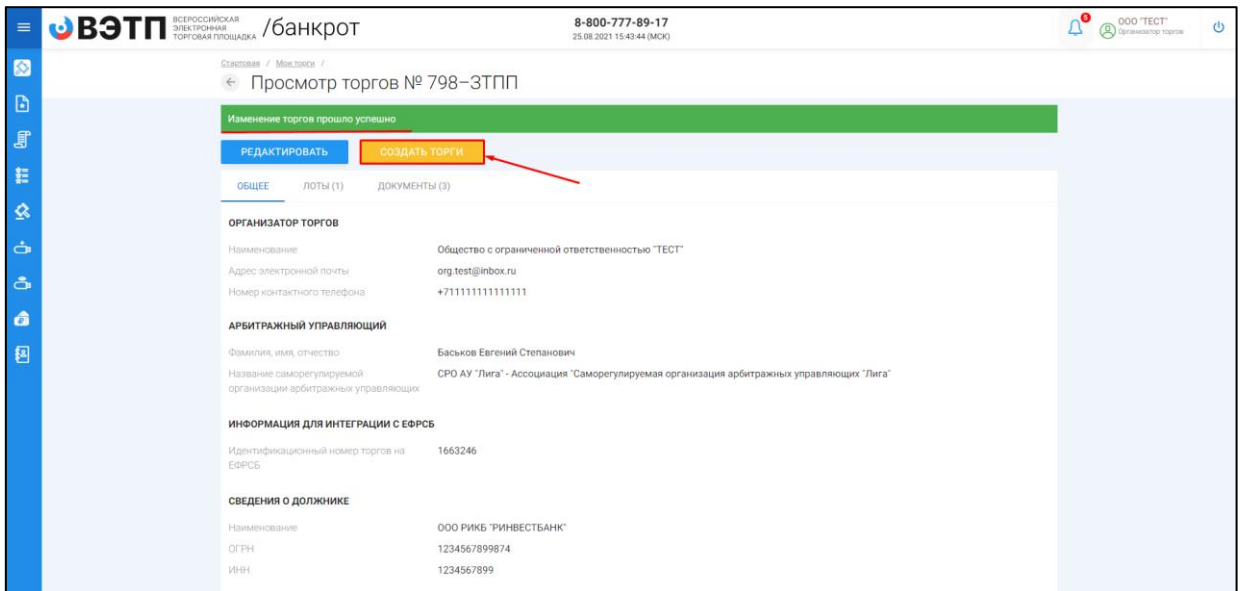 ВЭТП
ВСЕРОССИЙСКАЯ
ЭЛЕКТРОННАЯ
ТОРГОВАЯ ПЛОЩАДКА
/банкрот
8-800-777-89-17
25.08.2021 15:43:44 (МСК)
5
ООО "ТЕСТ"
Организатор торгов
Стартовая / Мои торги /
Просмотр торгов № 798–ЗТПП
Изменение торгов прошло успешно
РЕДАКТИРОВАТЬ СОЗДАТЬ ТОРГИ
ОБЩЕЕ ЛОТЫ (1) ДОКУМЕНТЫ (3)
ОРГАНИЗАТОР ТОРГОВ
Наименование Общество с ограниченной ответственностью "ТЕСТ"
Адрес электронной почты org.test@inbox.ru
Номер контактного телефона +711111111111111
АРБИТРАЖНЫЙ УПРАВЛЯЮЩИЙ
Фамилия, имя, отчество Баськов Евгений Степанович
Название саморегулируемой СРО АУ "Лига" - Ассоциация "Саморегулируемая организация арбитражных управляющих "Лига"
организации арбитражных управляющих
ИНФОРМАЦИЯ ДЛЯ ИНТЕГРАЦИИ С ЕФРСБ
Идентификационный номер торгов на 1663246
ЕФРСБ
СВЕДЕНИЯ О ДОЛЖНИКЕ
Наименование ООО РИКБ "РИНВЕСТБАНК"
ОГРН 1234567899874
ИНН 1234567899